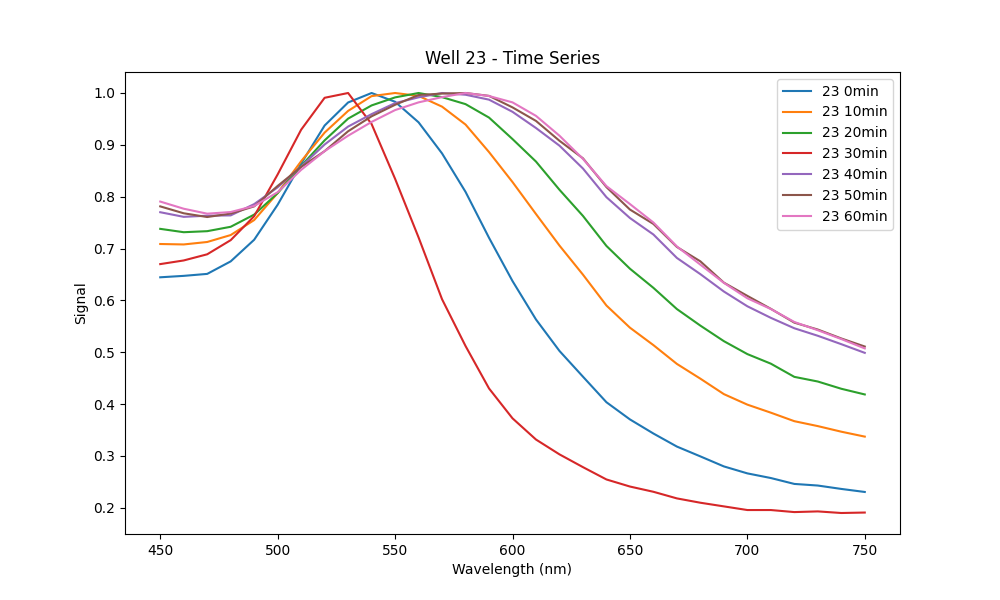 Well 23 - Time Series
Signal
1.0
0.9
0.8
0.7
0.6
0.5
0.4
0.3
0.2
23 0min
23 10min
23 20min
23 30min
23 40min
23 50min
23 60min
450
500
550
600
650
700
750
Wavelength (nm)